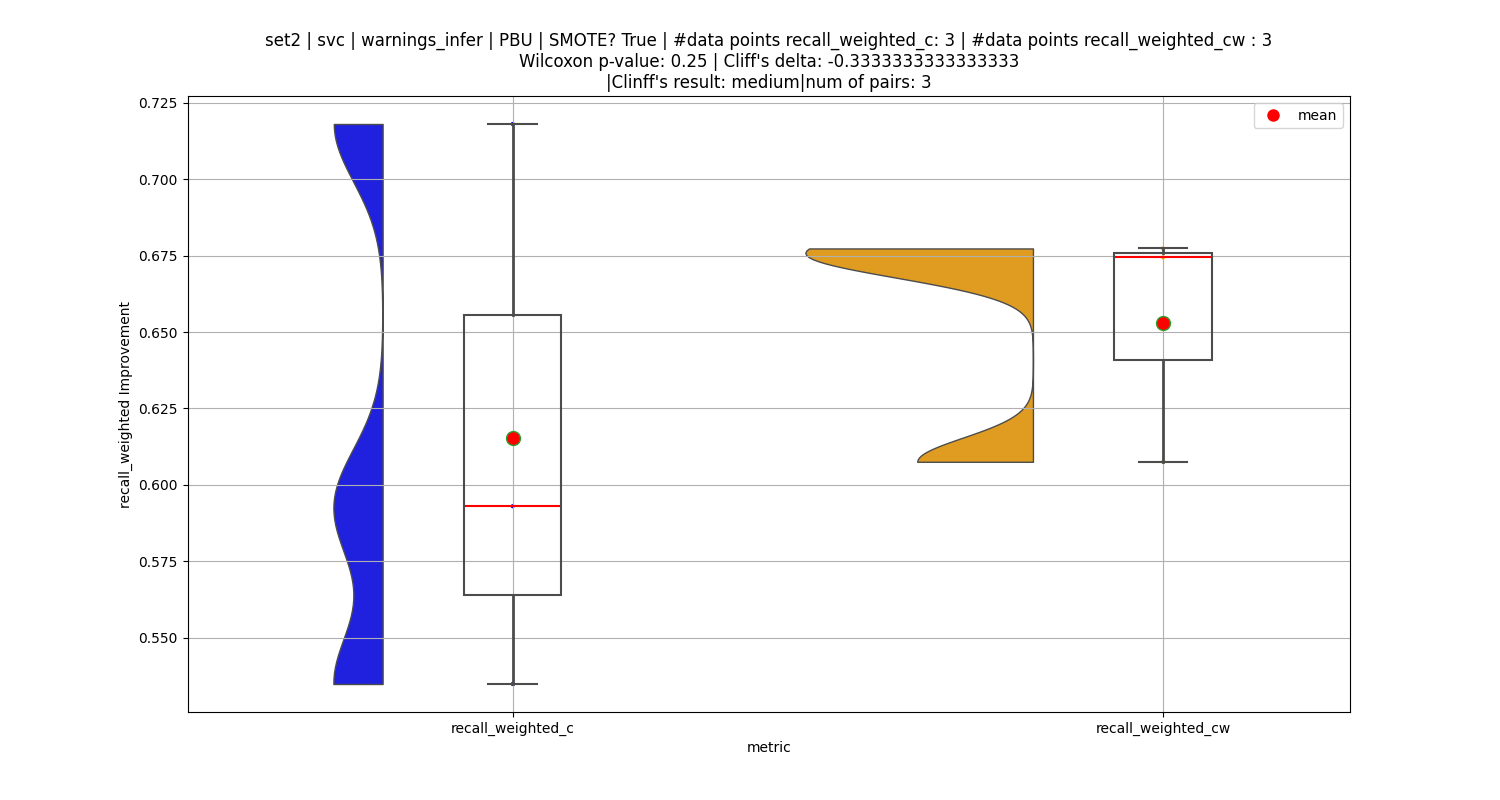 set2 | svc | warnings_infer | PBU | SMOTE? True | #data points recall_weighted_c: 3 | #data points recall_weighted_cw : 3
Wilcoxon p-value: 0.25 | Cliff's delta: -0.3333333333333333
|Clinff's result: medium|num of pairs: 3
mean
0.725
0.700
0.675
0.650
0.625
0.600
0.575
0.550
recall_weighted Improvement
recall_weighted_c
recall_weighted_cw
metric